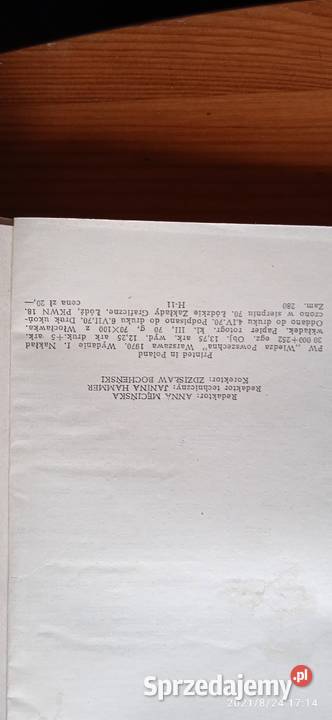 Redaktor: ANNA MĘCIŃSKA
Redaktor techniczny: JANINA HAMMER
Korektor: ZDZISŁAW BOCHEŃSKI
Printed in Poland
PW „Wiedza Powszechna" Warszawa 1970. Wydanie I. Nakład
30 000+252 egz. Obj. 13,75 ark. wyd. 12,25 ark druk.+5 ark.
wkładek. Papier rotogr. kl. III, 70 g, 70X100 z Włocławka.
Oddano do druku 4.IV.70. Podpisano do druku 6.VII.70. Druk ukoń-
czono w sierpniu 70. Łódzkie Zakłady Graficzne. Łódź, PKWN 18.
Zam. 280 H-11 cena zł 20,—
Sprzedajemy.pl
2021/8/24 17:14